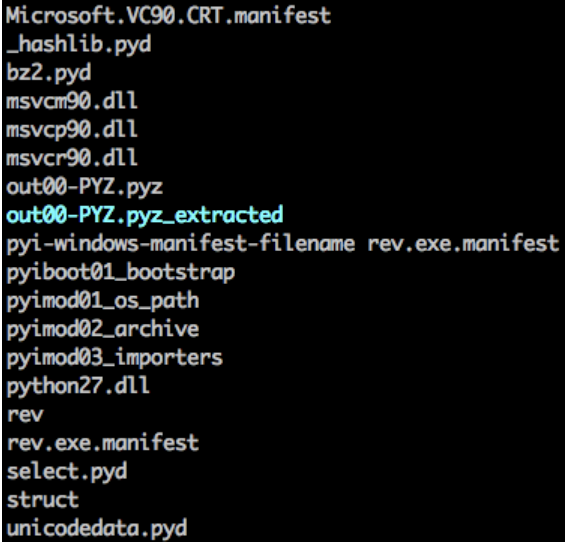 Microsoft.VC90.CRT.manifest
_hashlib.pyd
bz2.pyd
msvcm90.dll
msvcp90.dll
msvcr90.dll
out00-PYZ.pyz
out00-PYZ.pyz_extracted
pyi-windows-manifest-filename rev.exe.manifest
pyiboot01_bootstrap
pyimod01_os_path
pyimod02_archive
pyimod03_importers
python27.dll
rev
rev.exe.manifest
select.pyd
struct
unicodedata.pyd